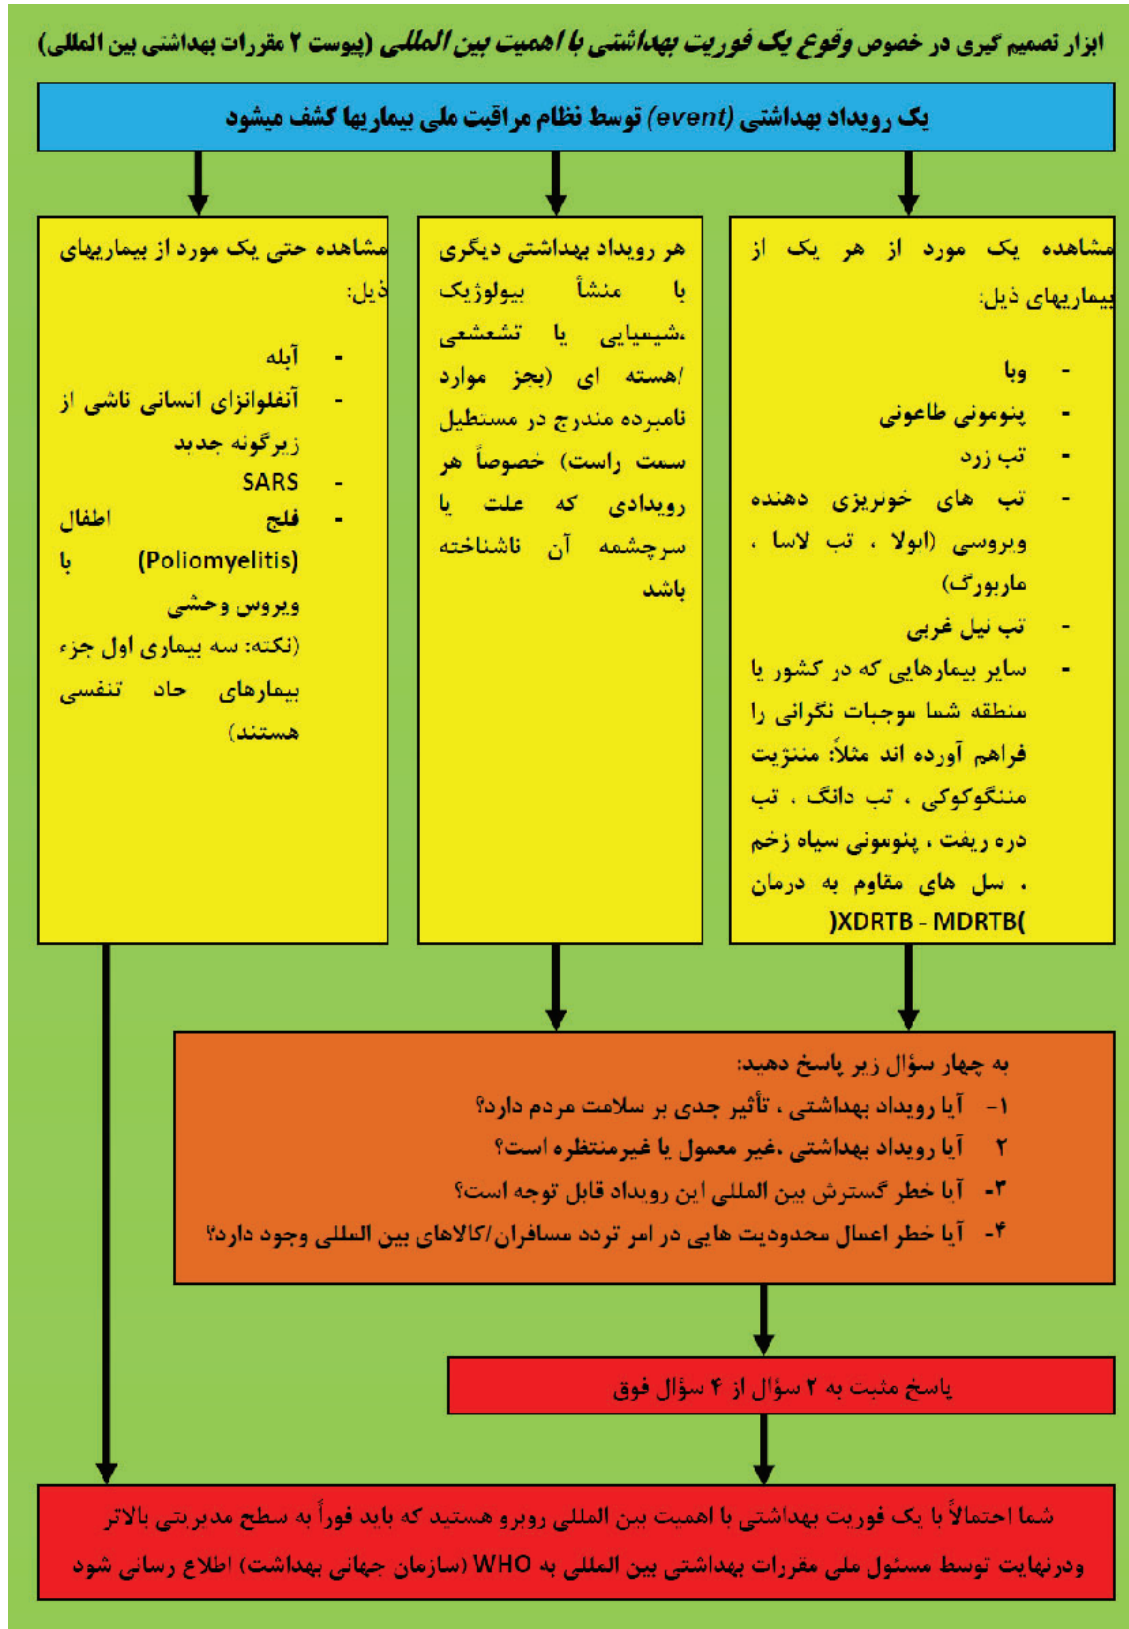 ابزار تصمیم گیری در خصوص وقوع یک فوریت بهداشتی با اهمیت بین المللی (پیوست ۲ مقررات بهداشتی بین المللی)
یک رویداد بهداشتی (event) توسط نظام مراقبت ملی بیماریها کشف میشود
مشاهده یک مورد از هر یک از
بیماریهای ذیل:
- وبا
- پنومونی طاعونی
- تب زرد
- تب های خونریزی دهنده
ویروسی (ابولا ، تب لاسا ،
ماربورگ)
- تب نیل غربی
- سایر بیمارهایی که در کشور یا
منطقه شما موجبات نگرانی را
فراهم آورده اند مثلاً: مننژیت
مننگوکوکی ، تب دانگ ، تب
دره ریفت ، پنومونی سیاه زخم
، سل های مقاوم به درمان
)XDRTB - MDRTB(
هر رویداد بهداشتی دیگری
با منشأ بیولوژیک
،شیمیایی یا تشعشعی
/هسته ای (بجز موارد
نامبرده مندرج در مستطیل
سمت راست) خصوصاً هر
رویدادی که علت یا
سرچشمه آن ناشناخته
باشد
مشاهده حتی یک مورد از بیماریهای
ذیل:
- آبله
- آنفلوانزای انسانی ناشی از
زیرگونه جدید
- SARS
- فلج اطفال
(Poliomyelitis) با
ویروس وحشی
(نکته: سه بیماری اول جزء
بیمارهای حاد تنفسی
هستند)
به چهار سؤال زیر پاسخ دهید:
۱- آیا رویداد بهداشتی ، تأثیر جدی بر سلامت مردم دارد؟
۲ آیا رویداد بهداشتی ،غیر معمول یا غیرمنتظره است؟
۳- آیا خطر گسترش بین المللی این رویداد قابل توجه است؟
۴- آیا خطر اعمال محدودیت هایی در امر تردد مسافران/کالاهای بین المللی وجود دارد؟
پاسخ مثبت به ۲ سؤال از ۴ سؤال فوق
شما احتمالاً با یک فوریت بهداشتی با اهمیت بین المللی روبرو هستید که باید فوراً به سطح مدیریتی بالاتر
ودرنهایت توسط مسئول ملی مقررات بهداشتی بین المللی به WHO (سازمان جهانی بهداشت) اطلاع رسانی شود